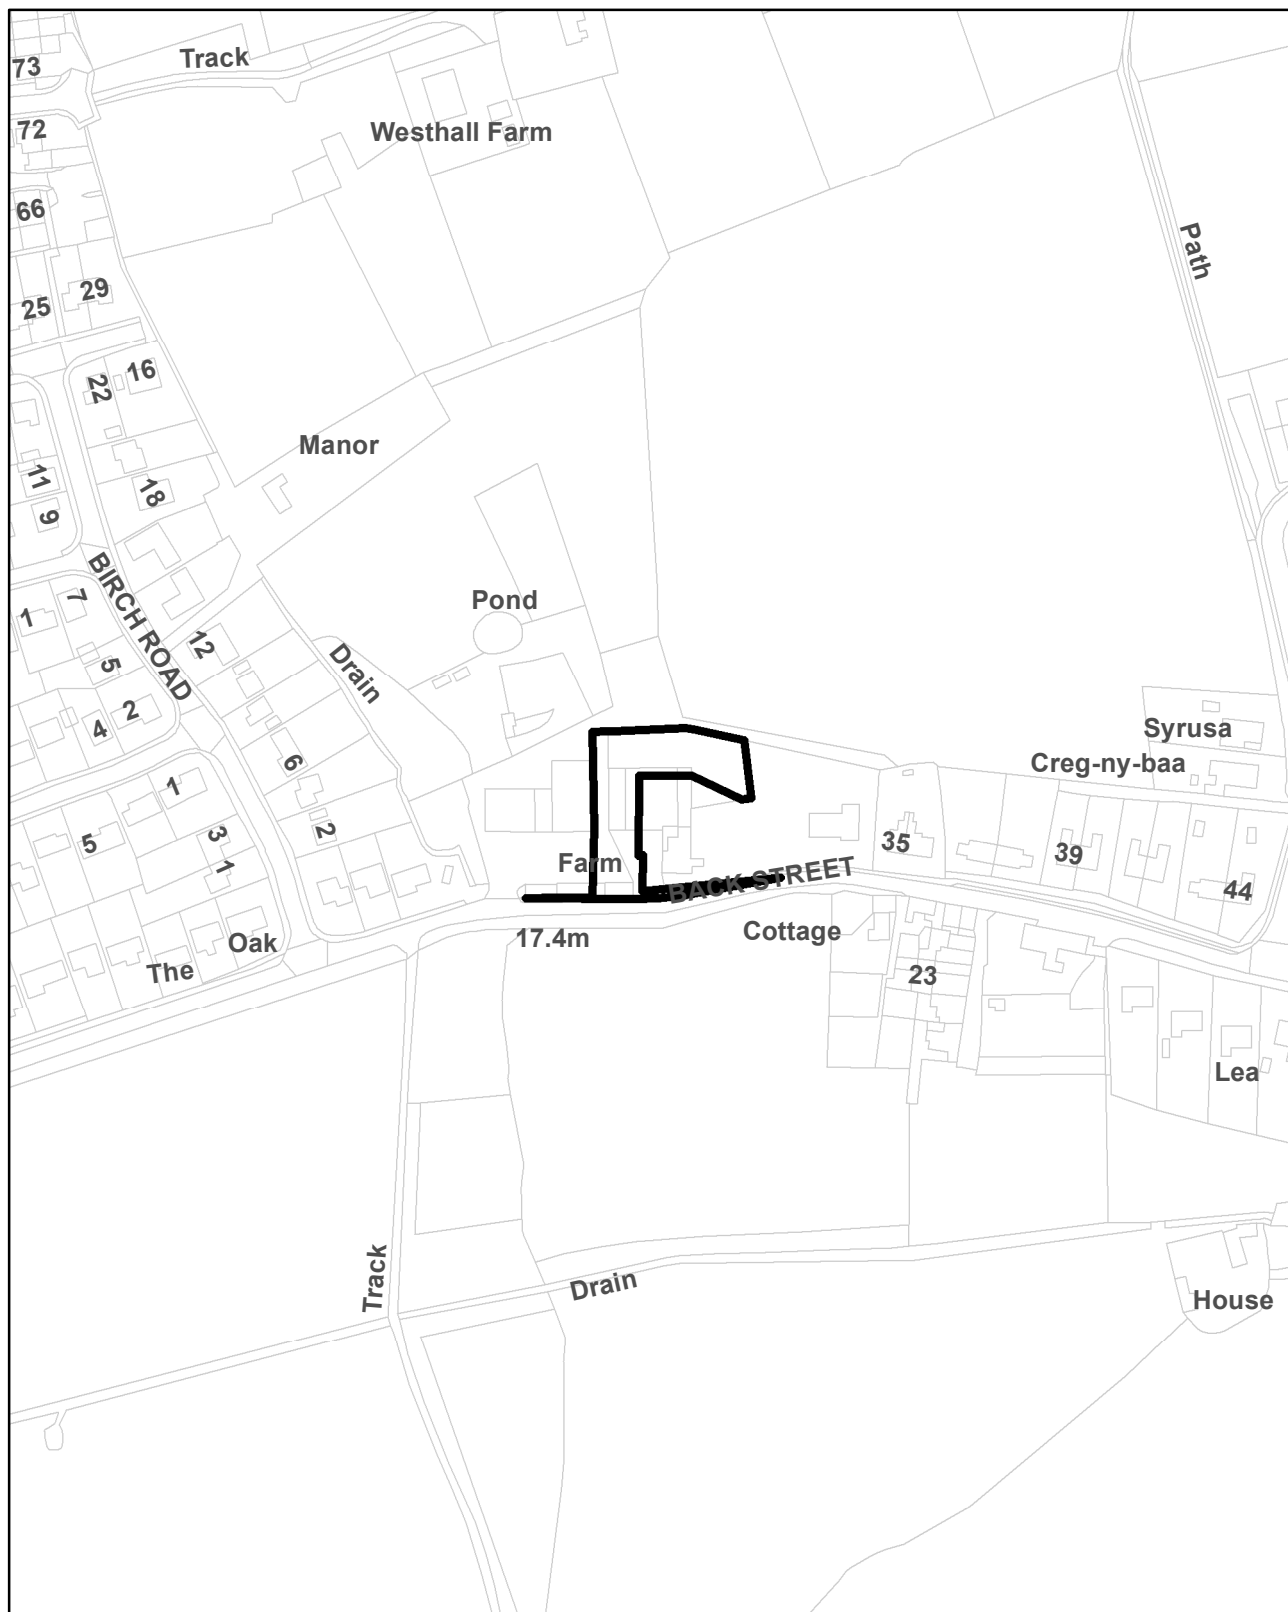 Track
73
72
Westhall Farm
66
Path
29
25
16
22
Manor
11
18
9
BIRCH ROAD
7
1
Pond
12
Drain
5
2
4
Syrusa
6
Creg-ny-baa
1
3
2
5
1
Farm
35
39
BACK STREET
44
17.4m
Cottage
Oak
The
23
Lea
Track
Drain
House